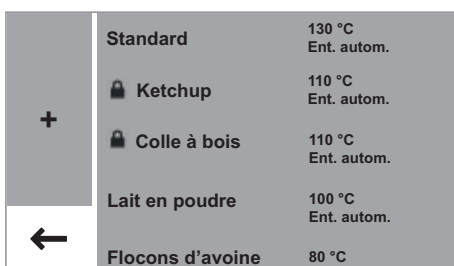 Standard 130 °C
Ent. autom.
Ketchup 110 °C
Ent. autom.
+
Colle à bois 110 °C
Ent. autom.
Lait en poudre 100 °C
Ent. autom.
Flocons d'avoine 80 °C